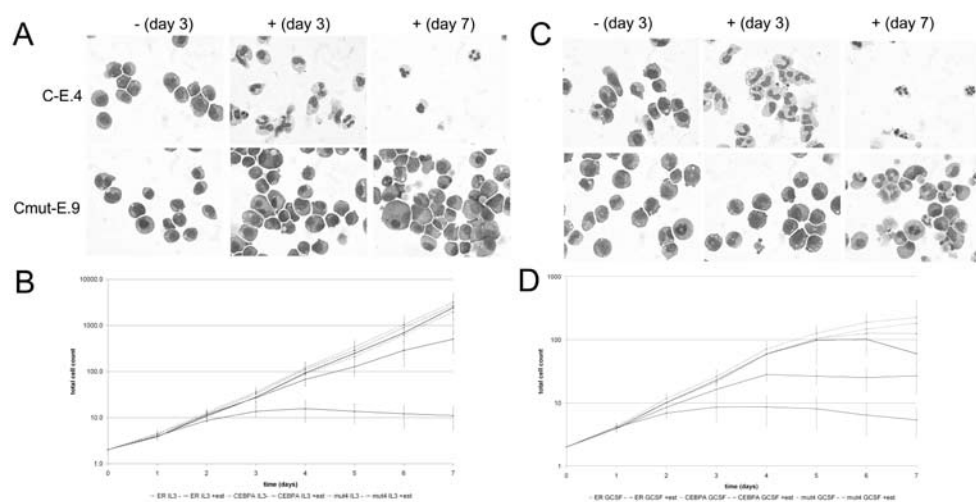 A
- (day 3) + (day 3) + (day 7)
C-E.4
Cmut-E.9
C
- (day 3) + (day 3) + (day 7)
B
10000.0
1000.0
100.0
10.0
1.0
total cell count
0 1 2 3 4 5 6 7
time (days)
ER IL3 - ER IL3 +est CEBPA IL3- CEBPA IL3 +est mut4 IL3 - mut4 IL3 +est
D
1000
100
10
1
total cell count
0 1 2 3 4 5 6 7
time (days)
ER GCSF - ER GCSF +est CEBPA GCSF - CEBPA GCSF +est mut4 GCSF - mut4 GCSF +est